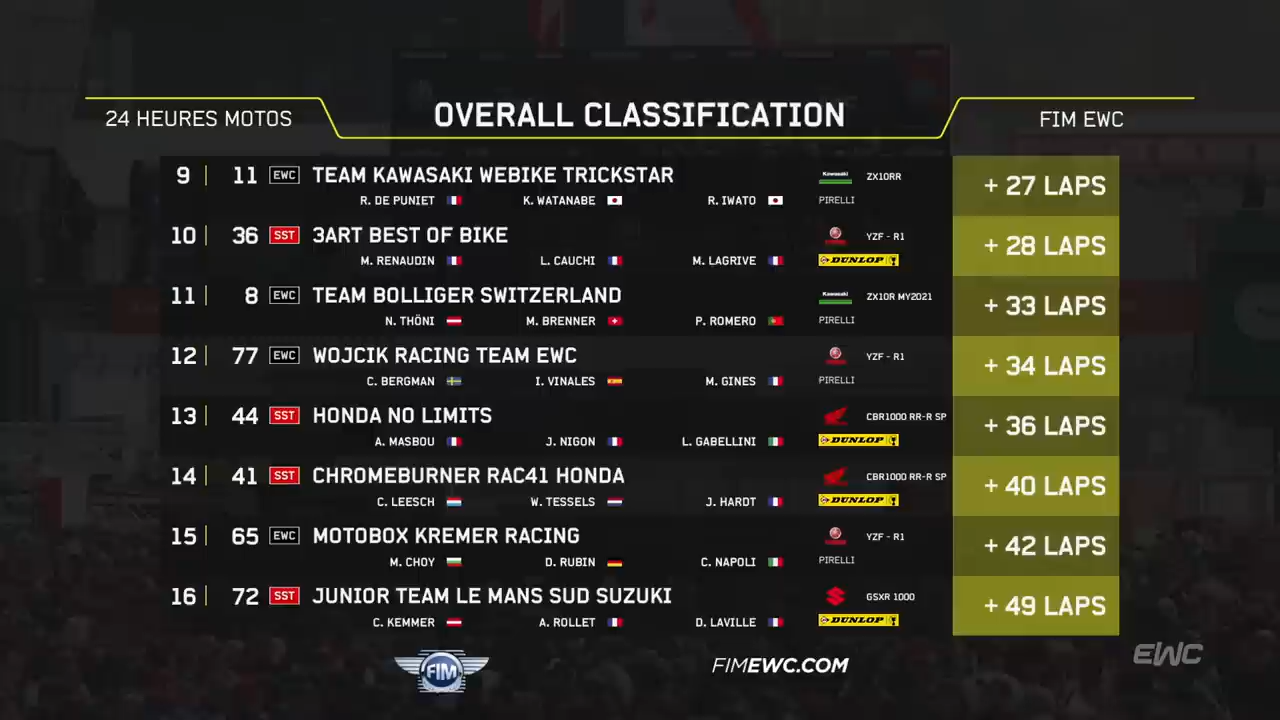 24 HEURES MOTOS
OVERALL CLASSIFICATION
FIM EWC
9 11 EWC TEAM KAWASAKI WEBIKE TRICKSTAR Kawasaki ZX10RR + 27 LAPS
R. DE PUNIET K. WATANABE R. IWATO PIRELLI
10 36 SST 3ART BEST OF BIKE YZF - R1 + 28 LAPS
M. RENAUDIN L. CAUCHI M. LAGRIVE DUNLOP
11 8 EWC TEAM BOLLIGER SWITZERLAND Kawasaki ZX10R MY2021 + 33 LAPS
N. THÖNI M. BRENNER P. ROMERO PIRELLI
12 77 EWC WOJCIK RACING TEAM EWC YZF - R1 + 34 LAPS
C. BERGMAN I. VINALES M. GINES PIRELLI
13 44 SST HONDA NO LIMITS CBR1000 RR-R SP + 36 LAPS
A. MASBOU J. NIGON L. GABELLINI DUNLOP
14 41 SST CHROMEBURNER RAC41 HONDA CBR1000 RR-R SP + 40 LAPS
C. LEESCH W. TESSELS J. HARDT DUNLOP
15 65 EWC MOTOBOX KREMER RACING YZF - R1 + 42 LAPS
M. CHOY D. RUBIN C. NAPOLI PIRELLI
16 72 SST JUNIOR TEAM LE MANS SUD SUZUKI GSXR 1000 + 49 LAPS
C. KEMMER A. ROLLET D. LAVILLE DUNLOP
FIM
FIMEWC.COM
EWC